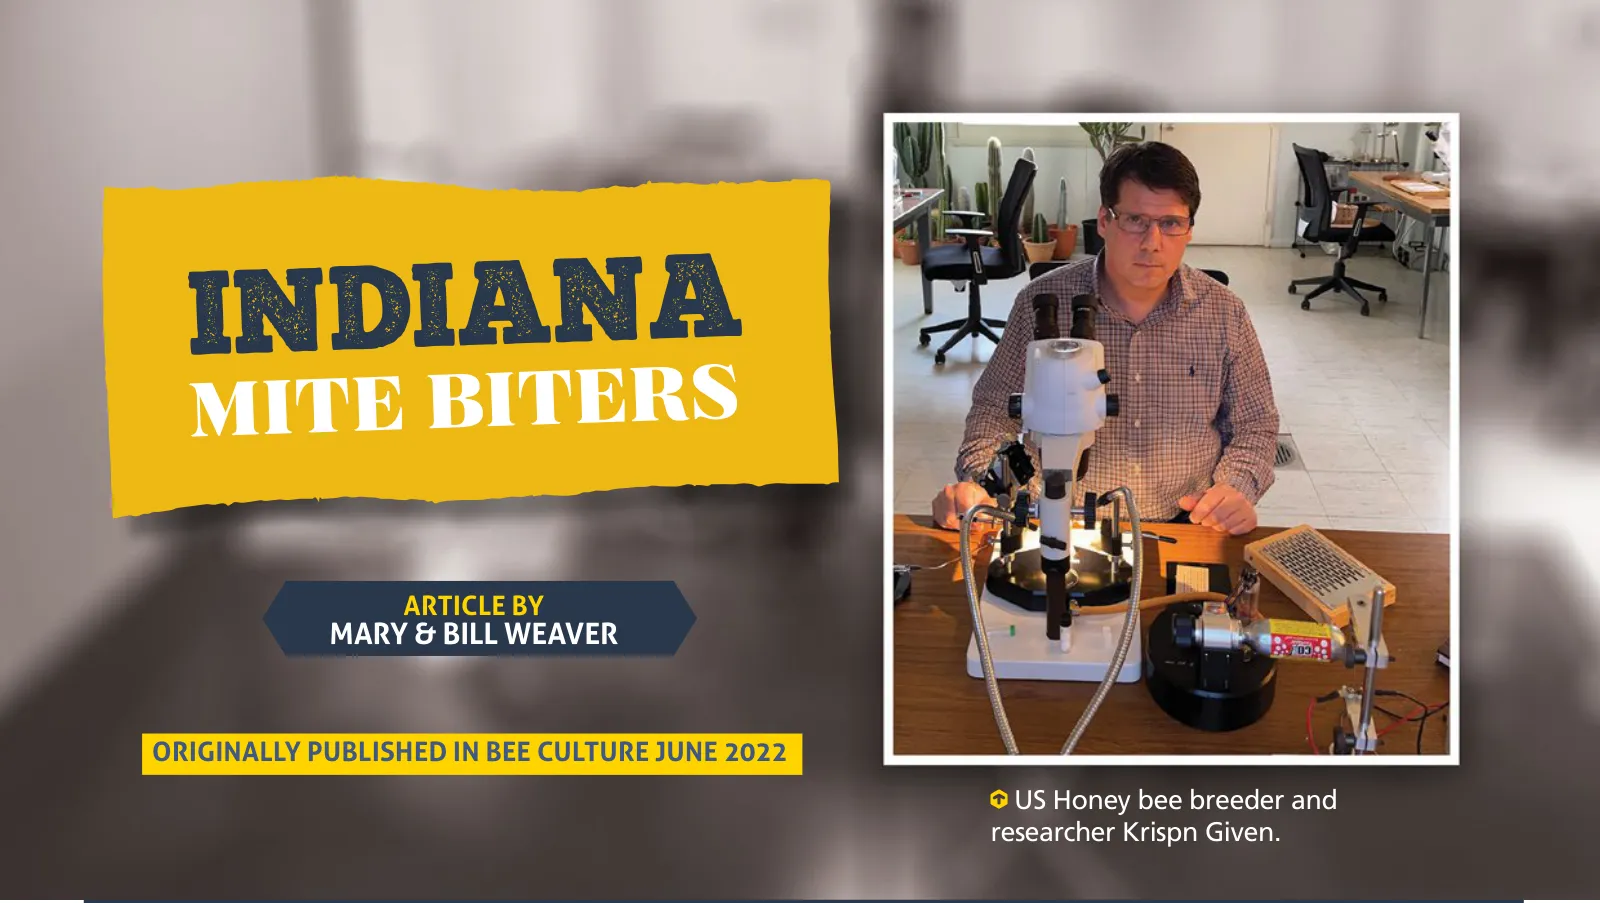 INDIANA
MITE BITERS
ARTICLE BY
MARY & BILL WEAVER
ORIGINALLY PUBLISHED IN BEE CULTURE JUNE 2022
US Honey bee breeder and
researcher Krispn Given.